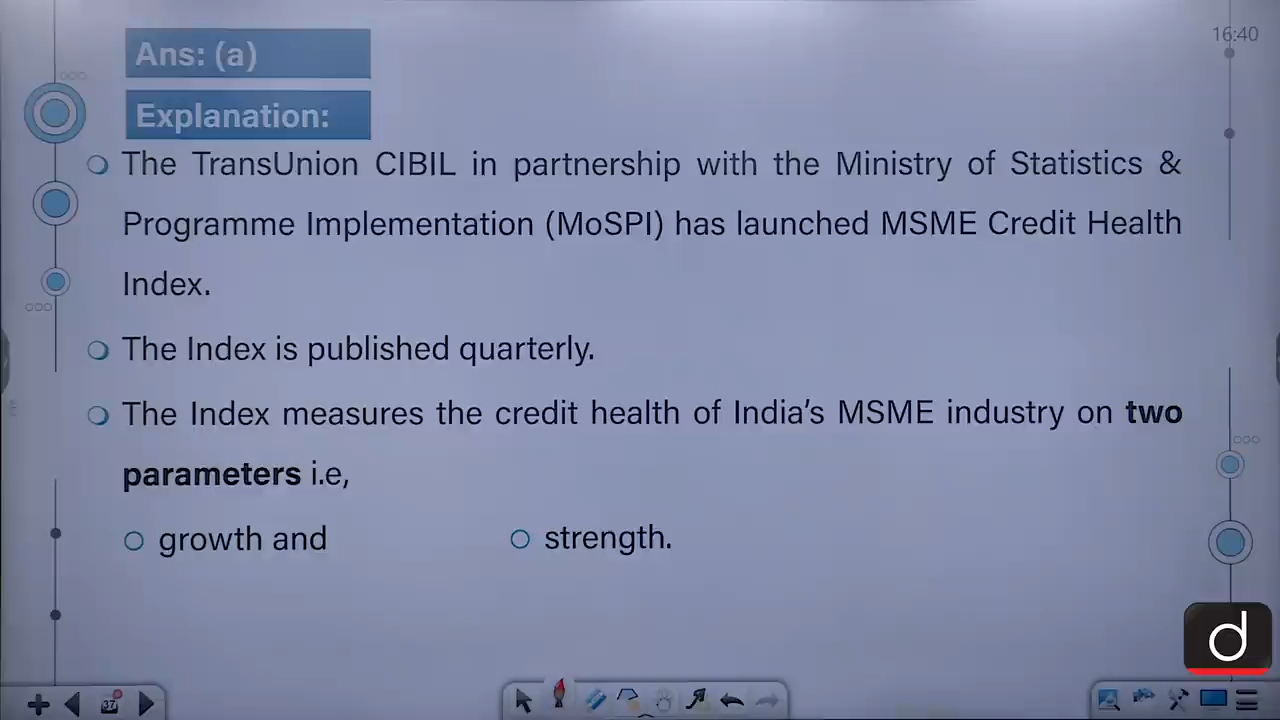 16:40
Ans: (a)
Explanation:
The TransUnion CIBIL in partnership with the Ministry of Statistics &
Programme Implementation (MoSPI) has launched MSME Credit Health
Index.
The Index is published quarterly.
The Index measures the credit health of India's MSME industry on two
parameters i.e,
growth and
strength.
d
37